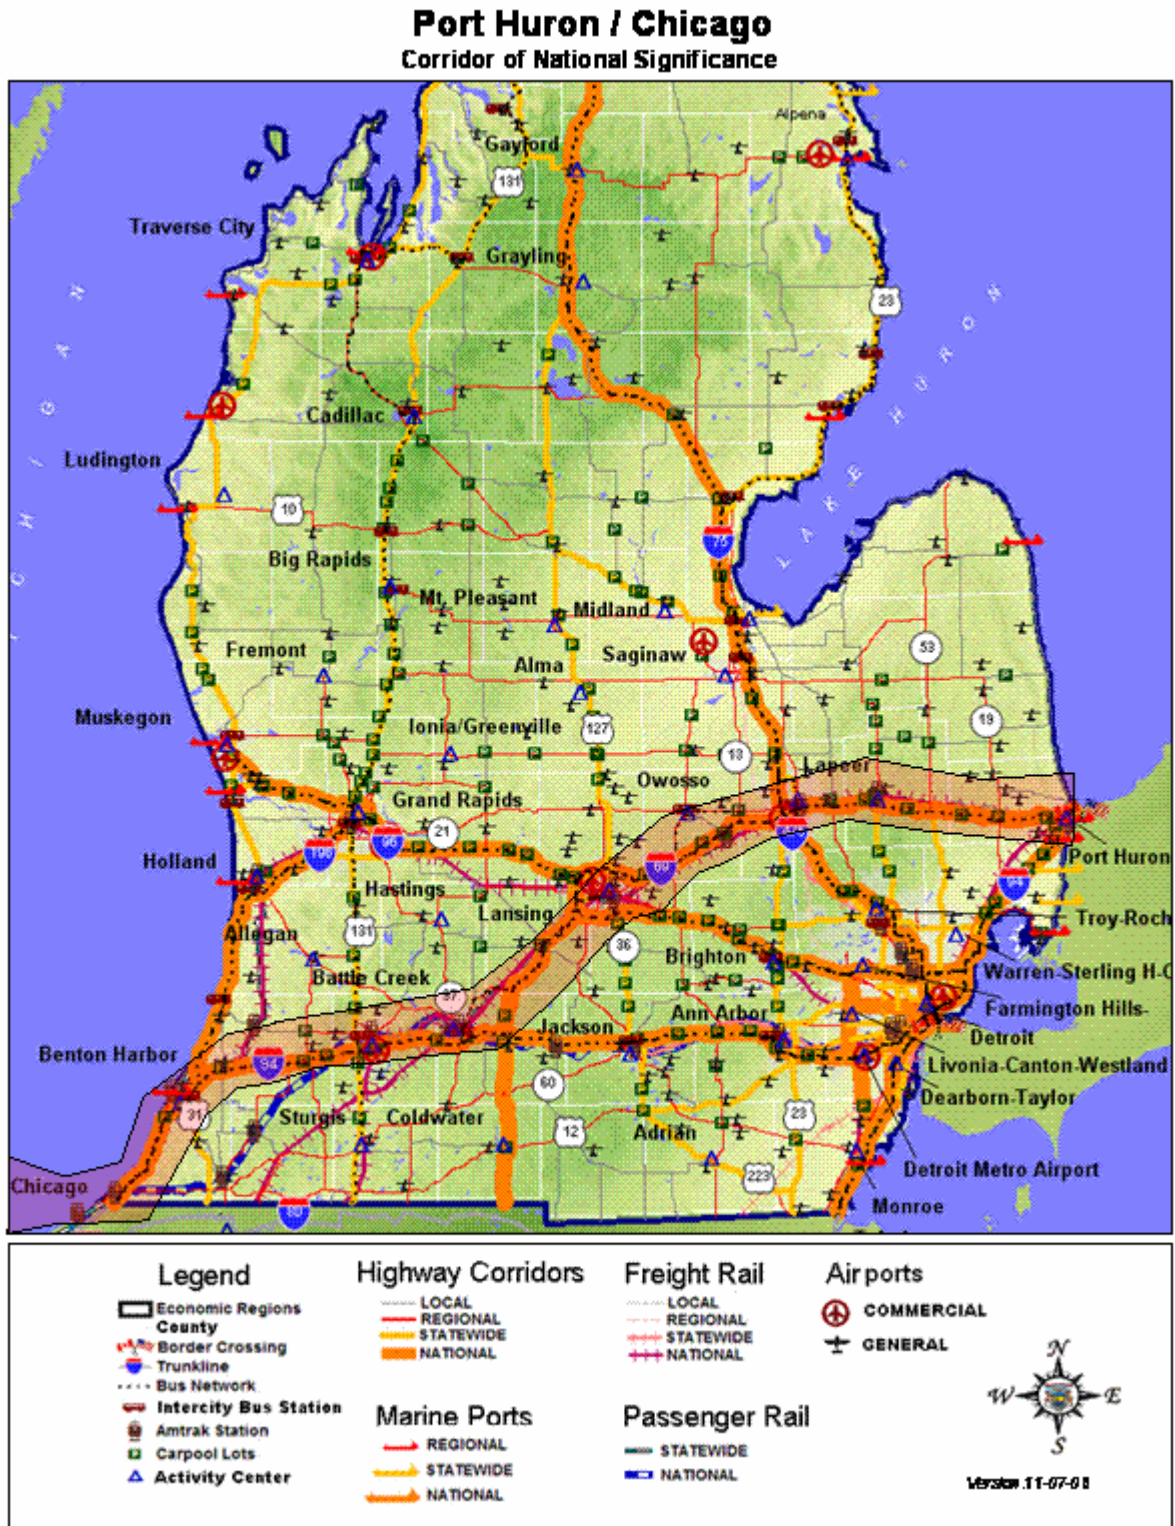 Port Huron / Chicago
Corridor of National Significance
Alpena
Gaylord
131
Traverse City
Grayling
23
M I C H I G A N
L A K E H U R O N
Cadillac
Ludington
10
75
Big Rapids
Mt. Pleasant
Midland
Fremont
Saginaw
53
Alma
Muskegon
Ionia/Greenville
127
19
13
Owosso
Lapeer
Grand Rapids
21
96
196
69
Port Huron
Holland
94
Hastings
Lansing
Troy-Roch
Allegan
131
36
Brighton
Battle Creek
Warren-Sterling H-C
37
Farmington Hills-
Jackson
Ann Arbor
Detroit
Benton Harbor
94
Livonia-Canton-Westland
60
Dearborn-Taylor
31
Sturgis
Coldwater
12
Adrian
23
Detroit Metro Airport
223
Chicago
Monroe
80
Legend
Economic Regions
County
Border Crossing
Trunkline
Bus Network
Intercity Bus Station
Amtrak Station
Carpool Lots
Activity Center
Highway Corridors
LOCAL
REGIONAL
STATEWIDE
NATIONAL
Marine Ports
REGIONAL
STATEWIDE
NATIONAL
Freight Rail
LOCAL
REGIONAL
STATEWIDE
NATIONAL
Passenger Rail
STATEWIDE
NATIONAL
Airports
COMMERCIAL
GENERAL
N
W
E
S